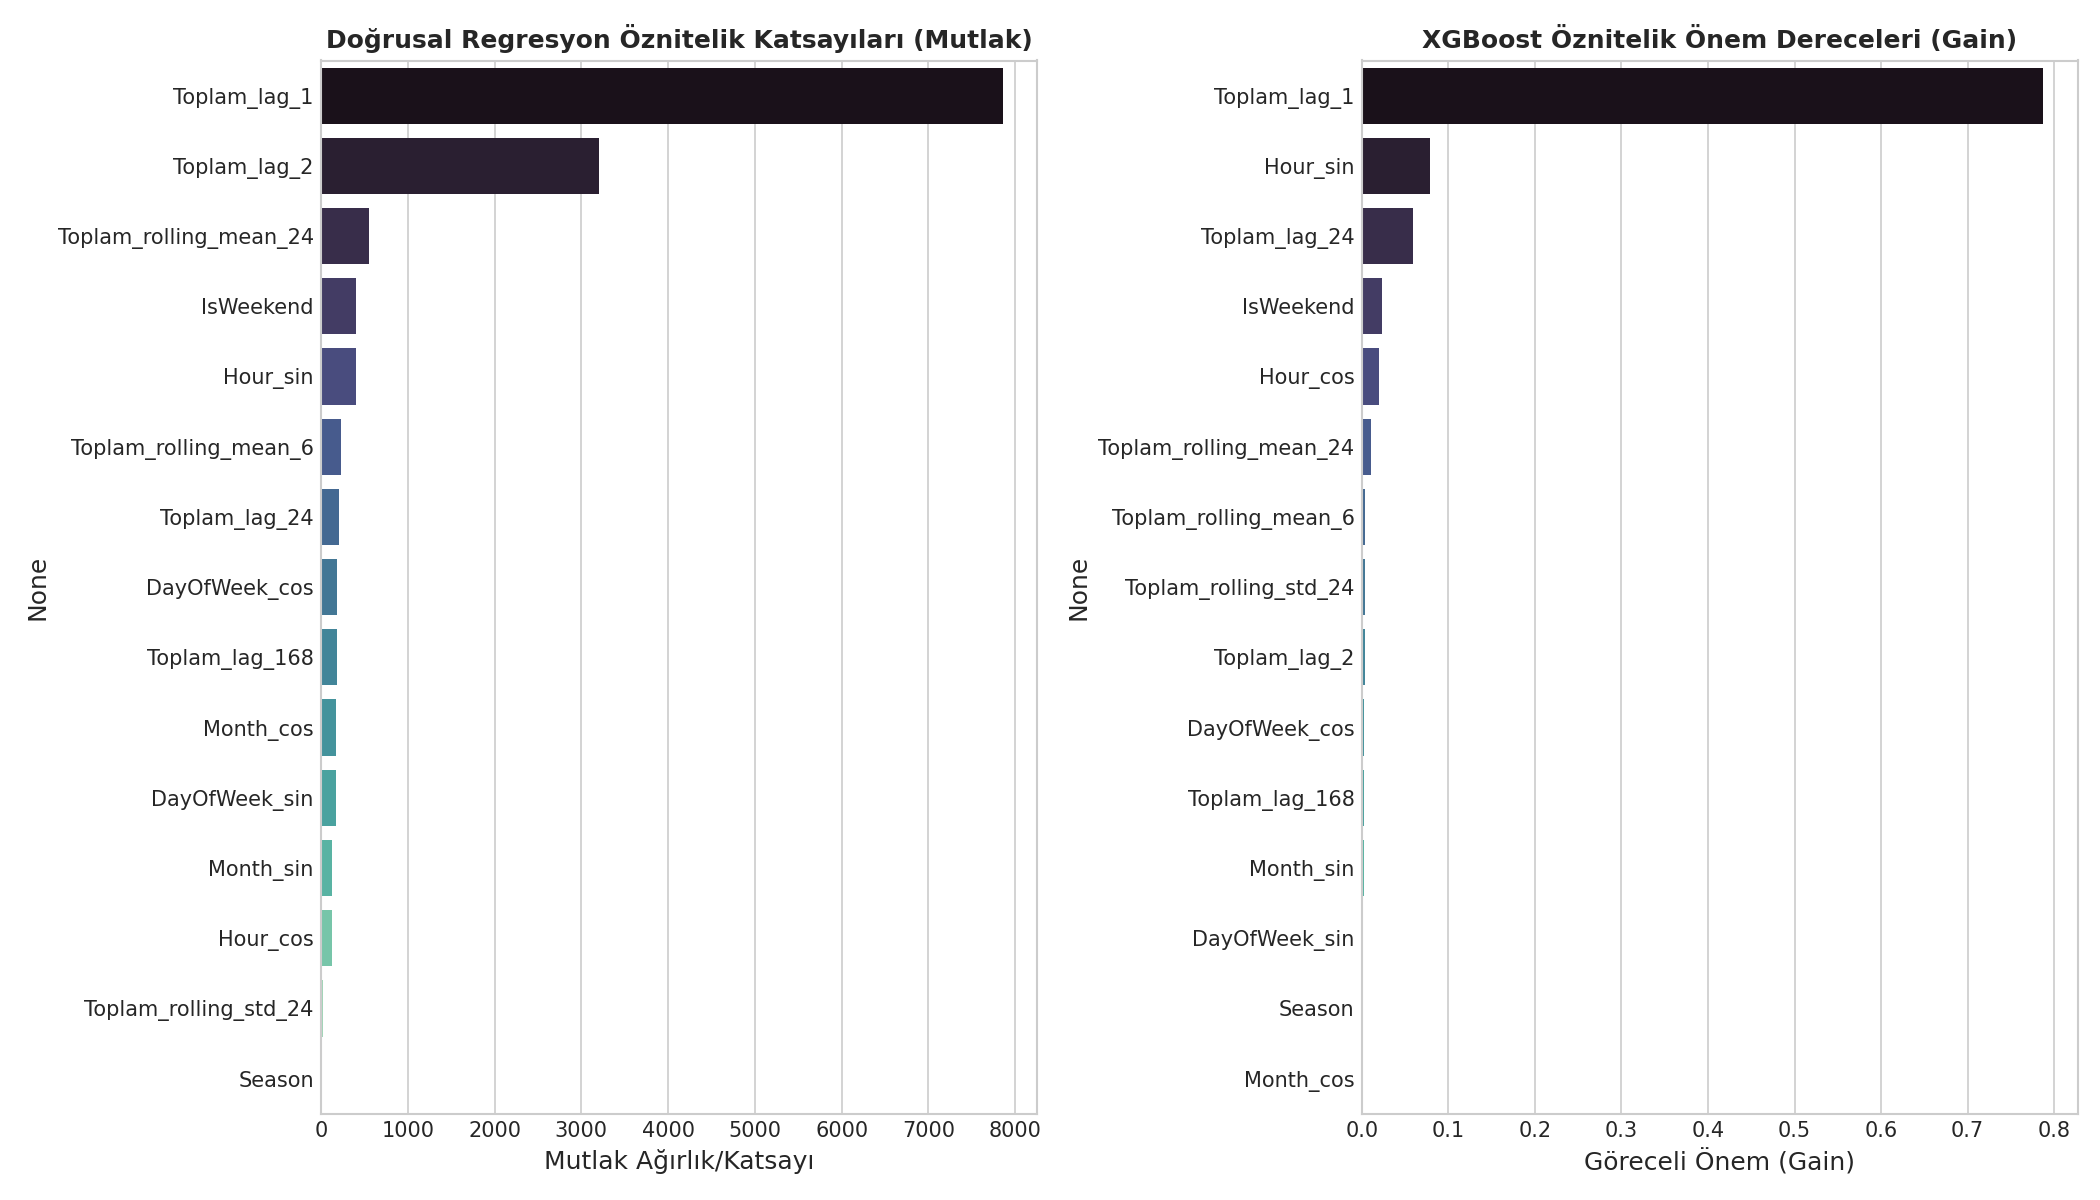 Doğrusal Regresyon Öznitelik Katsayıları (Mutlak)
Toplam_lag_1
Toplam_lag_2
Toplam_rolling_mean_24
IsWeekend
Hour_sin
Toplam_rolling_mean_6
Toplam_lag_24
DayOfWeek_cos
Toplam_lag_168
Month_cos
DayOfWeek_sin
Month_sin
Hour_cos
Toplam_rolling_std_24
Season
None
0 1000 2000 3000 4000 5000 6000 7000 8000
Mutlak Ağırlık/Katsayı
XGBoost Öznitelik Önem Dereceleri (Gain)
Toplam_lag_1
Hour_sin
Toplam_lag_24
IsWeekend
Hour_cos
Toplam_rolling_mean_24
Toplam_rolling_mean_6
Toplam_rolling_std_24
Toplam_lag_2
DayOfWeek_cos
Toplam_lag_168
Month_sin
DayOfWeek_sin
Season
Month_cos
None
0.0 0.1 0.2 0.3 0.4 0.5 0.6 0.7 0.8
Göreceli Önem (Gain)